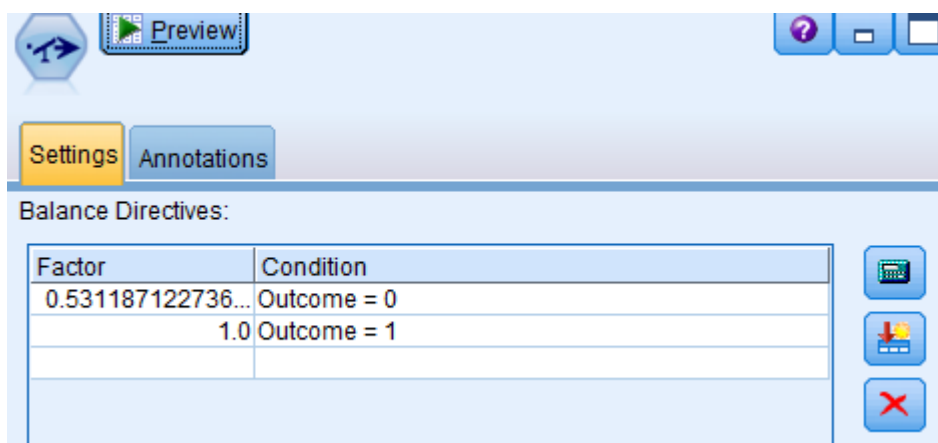 Preview
Settings Annotations
Balance Directives:
Factor Condition
0.531187122736... Outcome = 0
1.0 Outcome = 1